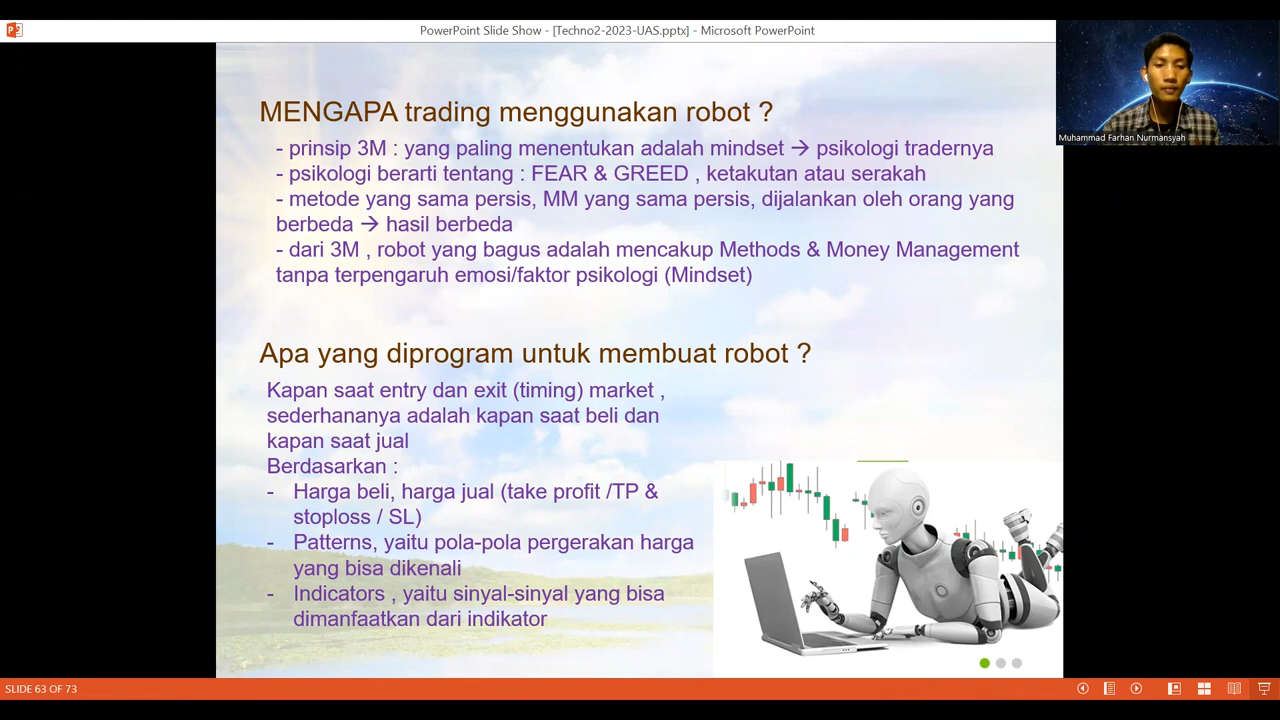 PowerPoint Slide Show - [Techno2-2023-UAS.pptx] - Microsoft PowerPoint
Muhammad Farhan Nurmansyah
MENGAPA trading menggunakan robot ?
- prinsip 3M : yang paling menentukan adalah mindset → psikologi tradernya
- psikologi berarti tentang : FEAR & GREED , ketakutan atau serakah
- metode yang sama persis, MM yang sama persis, dijalankan oleh orang yang
berbeda → hasil berbeda
- dari 3M , robot yang bagus adalah mencakup Methods & Money Management
tanpa terpengaruh emosi/faktor psikologi (Mindset)
Apa yang diprogram untuk membuat robot ?
Kapan saat entry dan exit (timing) market ,
sederhananya adalah kapan saat beli dan
kapan saat jual
Berdasarkan :
- Harga beli, harga jual (take profit /TP &
stoploss / SL)
- Patterns, yaitu pola-pola pergerakan harga
yang bisa dikenali
- Indicators , yaitu sinyal-sinyal yang bisa
dimanfaatkan dari indikator
SLIDE 63 OF 73